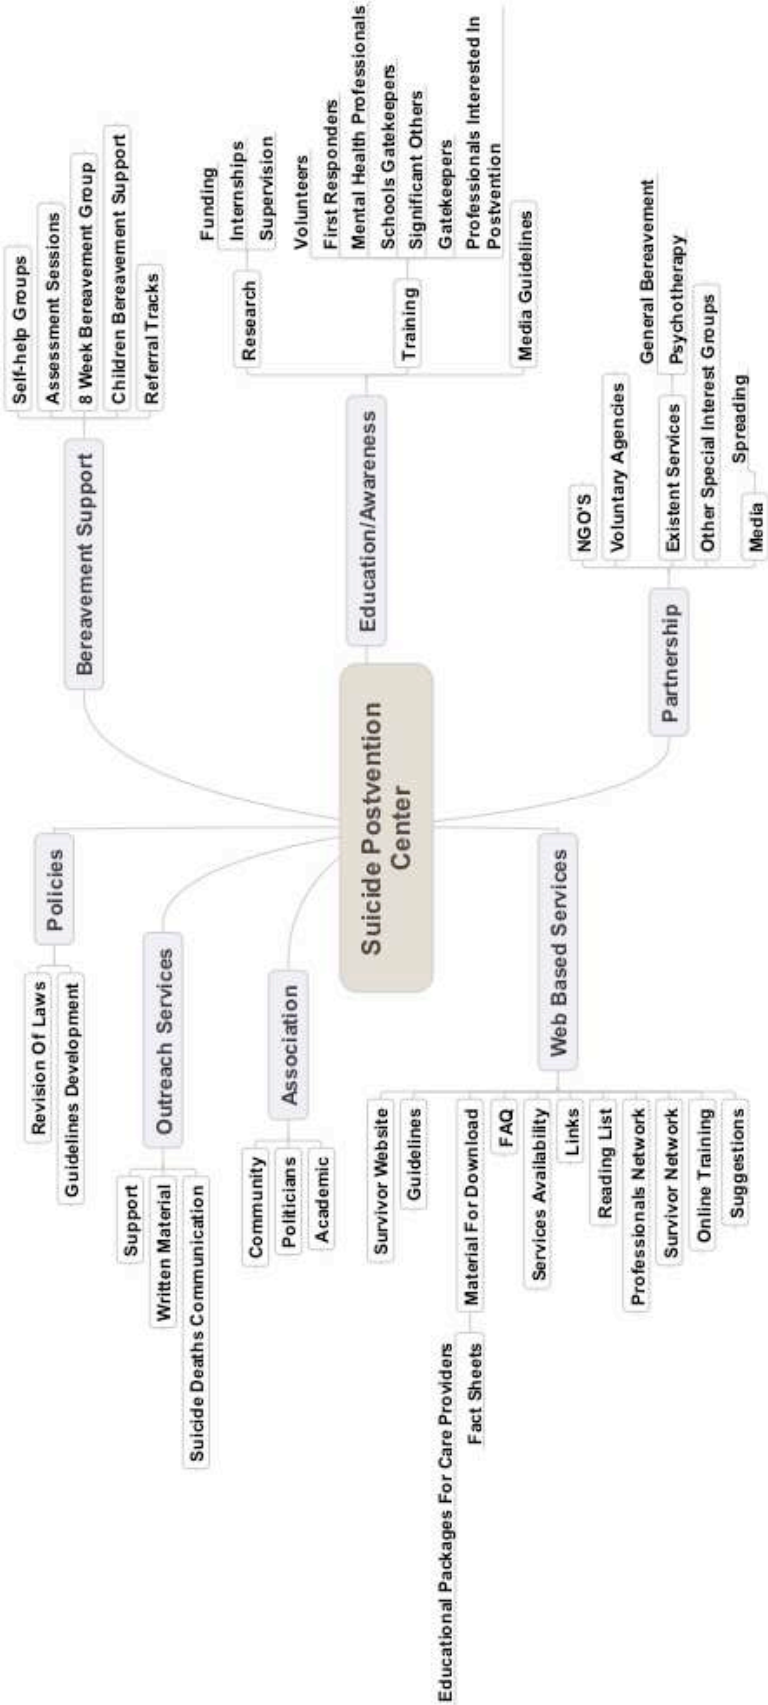 Suicide Postvention
Center
Policies
Revision Of Laws
Guidelines Development
Outreach Services
Support
Written Material
Suicide Deaths Communication
Association
Community
Politicians
Academic
Web Based Services
Survivor Website
Guidelines
Material For Download
Educational Packages For Care Providers
Fact Sheets
FAQ
Services Availability
Links
Reading List
Professionals Network
Survivor Network
Online Training
Suggestions
Bereavement Support
Self-help Groups
Assessment Sessions
8 Week Bereavement Group
Children Bereavement Support
Referral Tracks
Education/Awareness
Research
Funding
Internships
Supervision
Training
Volunteers
First Responders
Mental Health Professionals
Schools Gatekeepers
Significant Others
Gatekeepers
Professionals Interested In
Postvention
Media Guidelines
Partnership
NGO'S
Voluntary Agencies
Existent Services
General Bereavement
Psychotherapy
Other Special Interest Groups
Media
Spreading